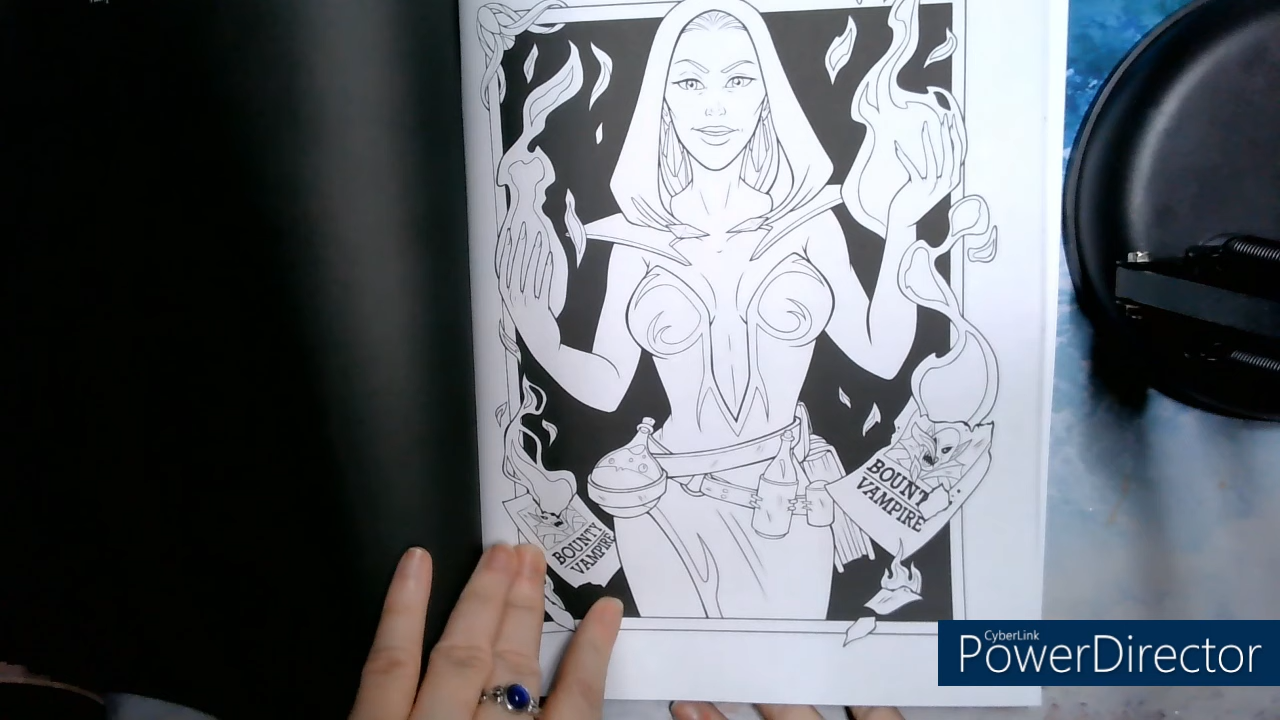 BOUNT
VAMPIRE
BOUNTY
VAMPIRE
CyberLink
PowerDirector